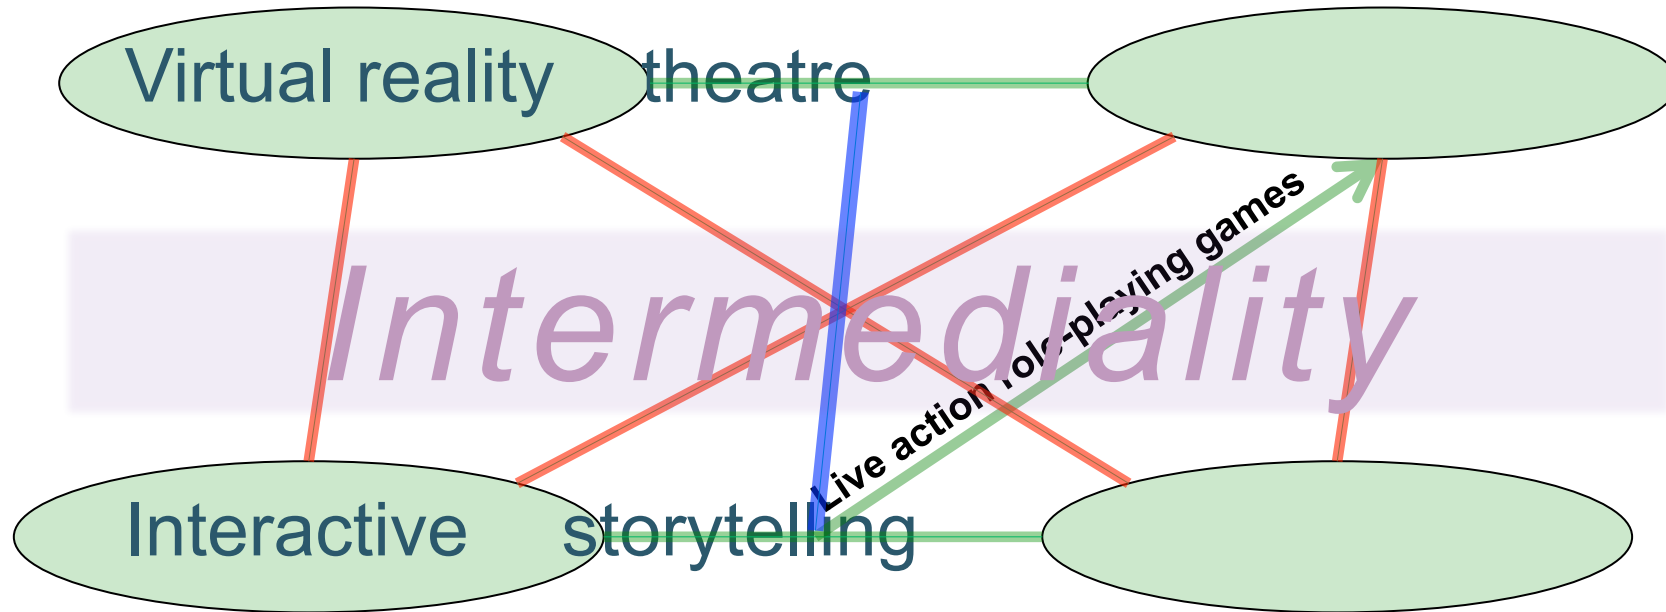 Virtual reality theatre
Live action role-playing games
Intermediality
Interactive storytelling